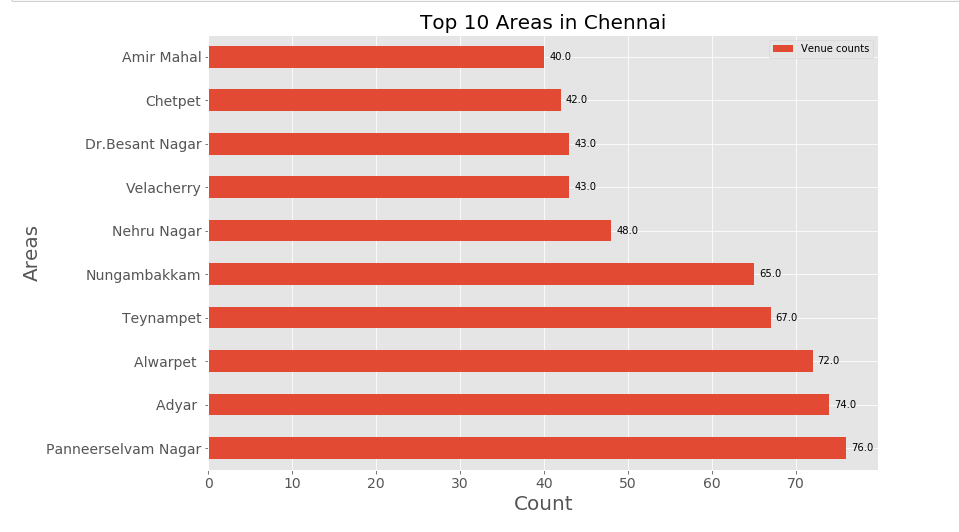 Top 10 Areas in Chennai
Venue counts
Amir Mahal 40.0
Chetpet 42.0
Dr.Besant Nagar 43.0
Velacherry 43.0
Nehru Nagar 48.0
Nungambakkam 65.0
Teynampet 67.0
Alwarpet 72.0
Adyar 74.0
Panneerselvam Nagar 76.0
0 10 20 30 40 50 60 70
Count
Areas